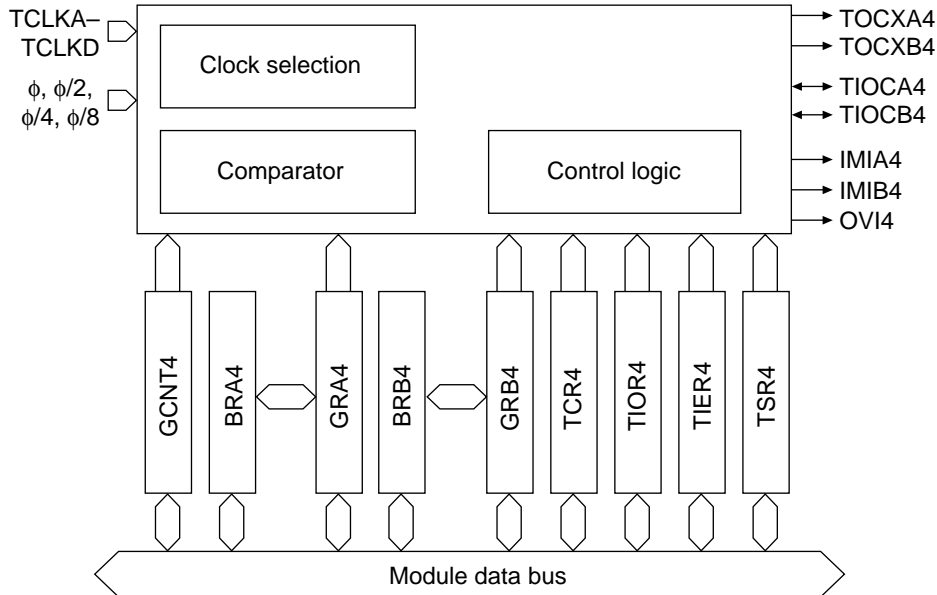 TCLKA–
TCLKD
ϕ, ϕ/2,
ϕ/4, ϕ/8
Clock selection
Comparator
Control logic
TOCXA4
TOCXB4
TIOCA4
TIOCB4
IMIA4
IMIB4
OVI4
GCNT4
BRA4
GRA4
BRB4
GRB4
TCR4
TIOR4
TIER4
TSR4
Module data bus